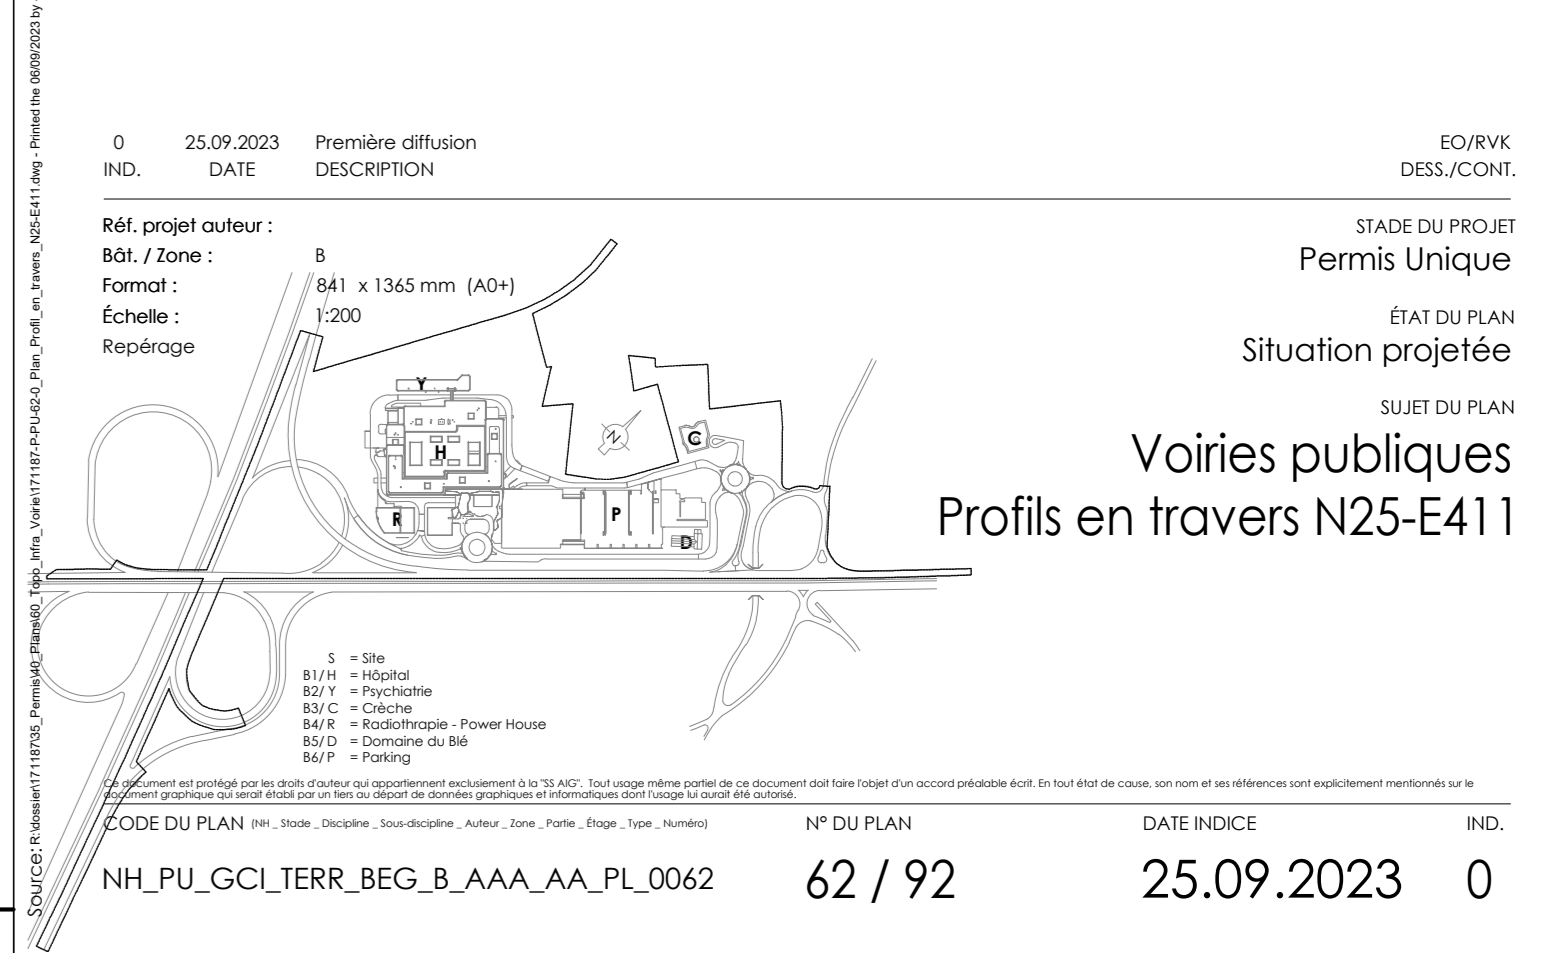 Source: R:\dossier\171187\35_Permis\40_Plans\60_Topo_Infra_Voirie\171187-P-PU-62-0_Plan_Profil_en_travers_N25-E411.dwg - Printed the 06/09/2023 by
0 25.09.2023 Première diffusion EO/RVK
IND. DATE DESCRIPTION DESS./CONT.
Réf. projet auteur :
Bât. / Zone : B
Format : 841 x 1365 mm (A0+)
Échelle : 1:200
Repérage
STADE DU PROJET
Permis Unique
ÉTAT DU PLAN
Situation projetée
SUJET DU PLAN
Voiries publiques
Profils en travers N25-E411
Y
H
C
N
R
P
D
S = Site
B1/ H = Hôpital
B2/ Y = Psychiatrie
B3/ C = Crèche
B4/ R = Radiothrapie - Power House
B5/ D = Domaine du Blé
B6/ P = Parking
Ce document est protégé par les droits d'auteur qui appartiennent exclusiement à la "SS AIG". Tout usage même partiel de ce document doit faire l'objet d'un accord préalable écrit. En tout état de cause, son nom et ses références sont explicitement mentionnés sur le
document graphique qui serait établi par un tiers au départ de données graphiques et informatiques dont l'usage lui aurait été autorisé.
CODE DU PLAN (NH _ Stade _ Discipline _ Sous-discipline _ Auteur _ Zone _ Partie _ Étage _ Type _ Numéro) N° DU PLAN DATE INDICE IND.
NH_PU_GCI_TERR_BEG_B_AAA_AA_PL_0062 62 / 92 25.09.2023 0